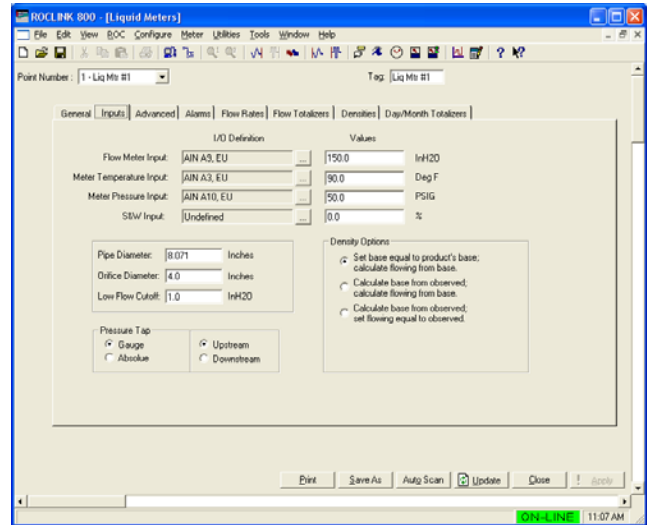 ROCLINK 800 - [Liquid Meters]
File Edit View ROC Configure Meter Utilities Tools Window Help
Point Number : 1 - Liq Mtr #1 Tag: Liq Mtr #1
General Inputs Advanced Alarms Flow Rates Flow Totalizers Densities Day/Month Totalizers
I/O Definition Values
Flow Meter Input: AIN A9, EU ... 150.0 InH2O
Meter Temperature Input: AIN A3, EU ... 90.0 Deg F
Meter Pressure Input: AIN A10, EU ... 50.0 PSIG
S&W Input: Undefined ... 0.0 %
Pipe Diameter: 8.071 Inches
Orifice Diameter: 4.0 Inches
Low Flow Cutoff: 1.0 InH2O
Density Options
Set base equal to product's base;
calculate flowing from base.
Calculate base from observed;
calculate flowing from base.
Calculate base from observed;
set flowing equal to observed.
Pressure Tap
Gauge Upstream
Absolue Downstream
Print Save As Auto Scan Update Close ! Apply
ON-LINE 11:07 AM